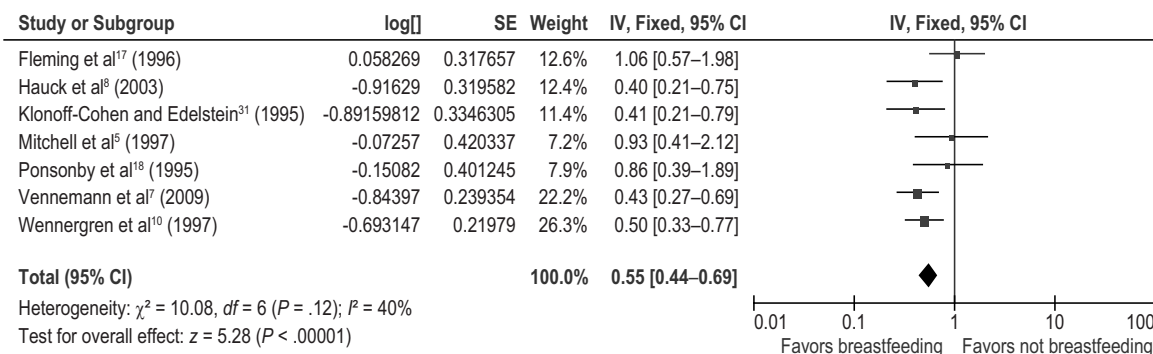 Study or Subgroup log[] SE Weight IV, Fixed, 95% CI IV, Fixed, 95% CI
Fleming et al¹⁷ (1996) 0.058269 0.317657 12.6% 1.06 [0.57–1.98]
Hauck et al⁸ (2003) -0.91629 0.319582 12.4% 0.40 [0.21–0.75]
Klonoff-Cohen and Edelstein³¹ (1995) -0.89159812 0.3346305 11.4% 0.41 [0.21–0.79]
Mitchell et al⁵ (1997) -0.07257 0.420337 7.2% 0.93 [0.41–2.12]
Ponsonby et al¹⁸ (1995) -0.15082 0.401245 7.9% 0.86 [0.39–1.89]
Vennemann et al⁷ (2009) -0.84397 0.239354 22.2% 0.43 [0.27–0.69]
Wennergren et al¹⁰ (1997) -0.693147 0.21979 26.3% 0.50 [0.33–0.77]
Total (95% CI) 100.0% 0.55 [0.44–0.69]
Heterogeneity: χ² = 10.08, df = 6 (P = .12); I² = 40%
Test for overall effect: z = 5.28 (P < .00001)
0.01 0.1 1 10 100
Favors breastfeeding Favors not breastfeeding